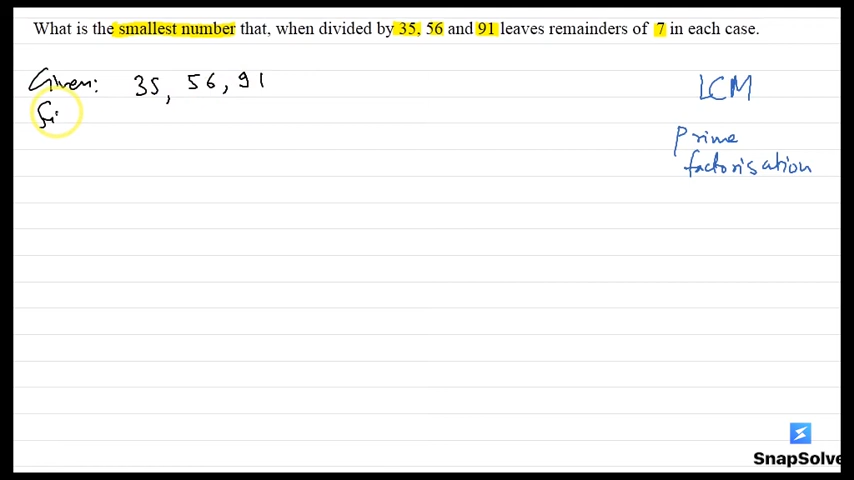 What is the smallest number that, when divided by 35, 56 and 91 leaves remainders of 7 in each case.
Given: 35, 56, 91
LCM
Prime
factorisation
SnapSolve